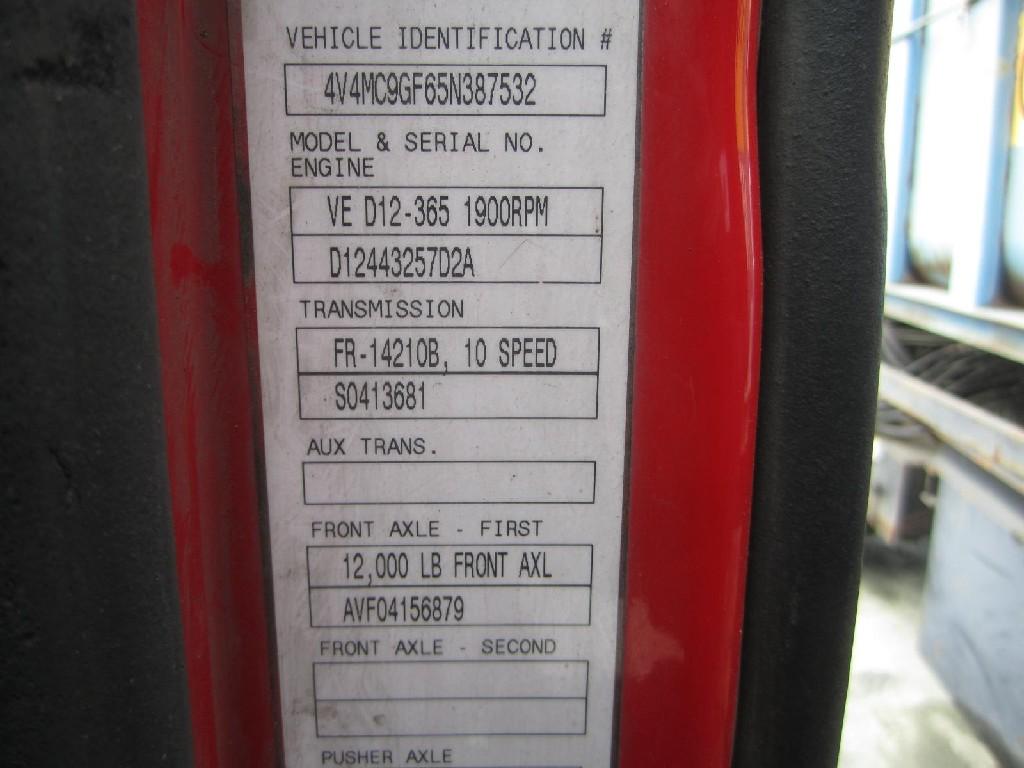 VEHICLE IDENTIFICATION #
4V4MC9GF65N387532
MODEL & SERIAL NO.
ENGINE
VE D12-365 1900RPM
D12443257D2A
TRANSMISSION
FR-14210B, 10 SPEED
S0413681
AUX TRANS.
FRONT AXLE - FIRST
12,000 LB FRONT AXL
AVF04156879
FRONT AXLE - SECOND
PUSHER AXLE